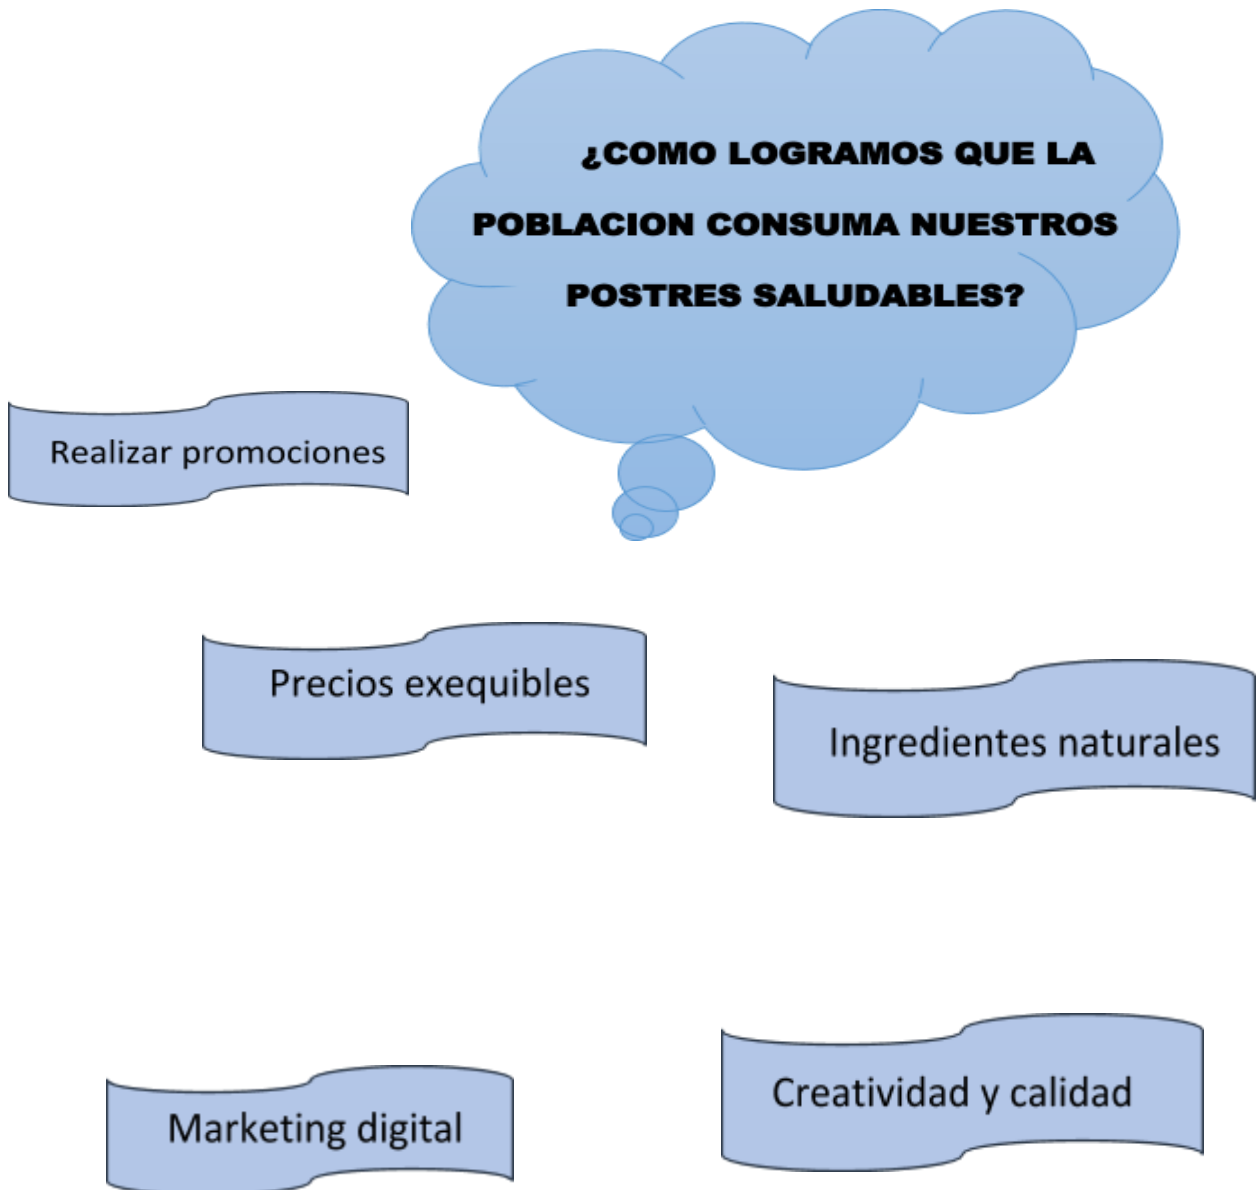 ¿COMO LOGRAMOS QUE LA
POBLACION CONSUMA NUESTROS
POSTRES SALUDABLES?
Realizar promociones
Precios exequibles
Ingredientes naturales
Creatividad y calidad
Marketing digital